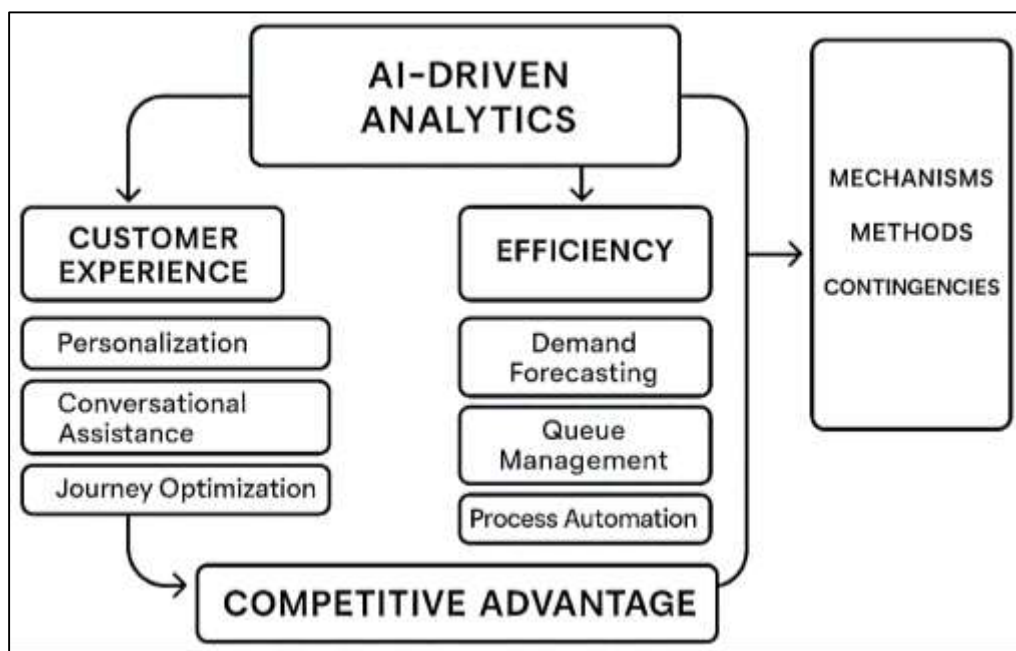 AI-DRIVEN
ANALYTICS
CUSTOMER
EXPERIENCE
Personalization
Conversational
Assistance
Journey Optimization
EFFICIENCY
Demand
Forecasting
Queue
Management
Process Automation
COMPETITIVE ADVANTAGE
MECHANISMS
METHODS
CONTINGENCIES